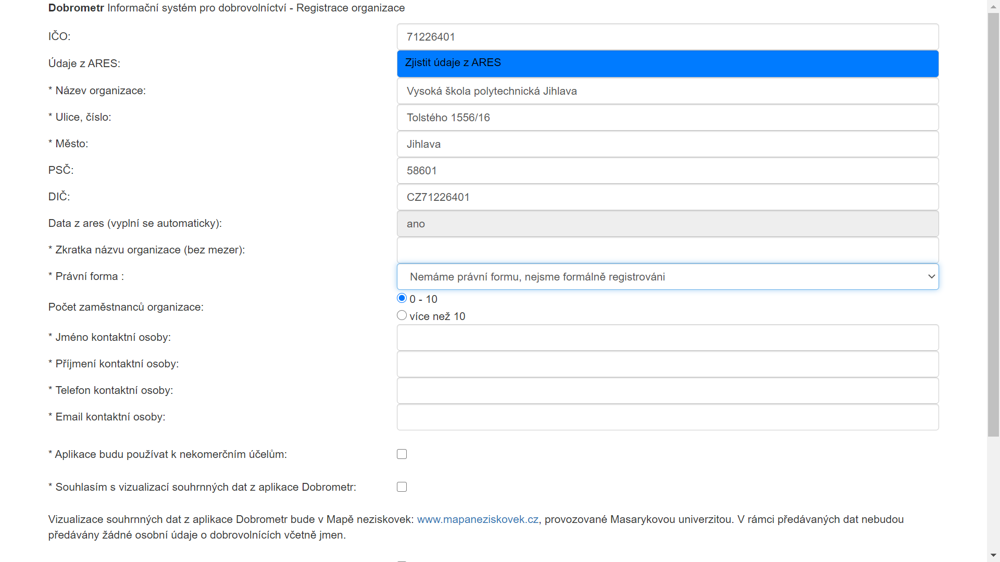 Dobrometr Informační systém pro dobrovolníctví - Registrace organizace
IČO:
71226401
Údaje z ARES:
Zjistit údaje z ARES
* Název organizace:
Vysoká škola polytechnická Jihlava
* Ulice, číslo:
Tolstého 1556/16
* Město:
Jihlava
PSČ:
58601
DIČ:
CZ71226401
Data z ares (vyplní se automaticky):
ano
* Zkratka názvu organizace (bez mezer):
* Právní forma :
Nemáme právní formu, nejsme formálně registrováni
Počet zaměstnanců organizace:
0 - 10
více než 10
* Jméno kontaktní osoby:
* Příjmení kontaktní osoby:
* Telefon kontaktní osoby:
* Email kontaktní osoby:
* Aplikace budu používat k nekomerčním účelům:
* Souhlasím s vizualizací souhrnných dat z aplikace Dobrometr:
Vizualizace souhrnných dat z aplikace Dobrometr bude v Mapě neziskovek: www.mapaneziskovek.cz, provozované Masarykovou univerzitou. V rámci předávaných dat nebudou
předávány žádné osobní údaje o dobrovolnících včetně jmen.